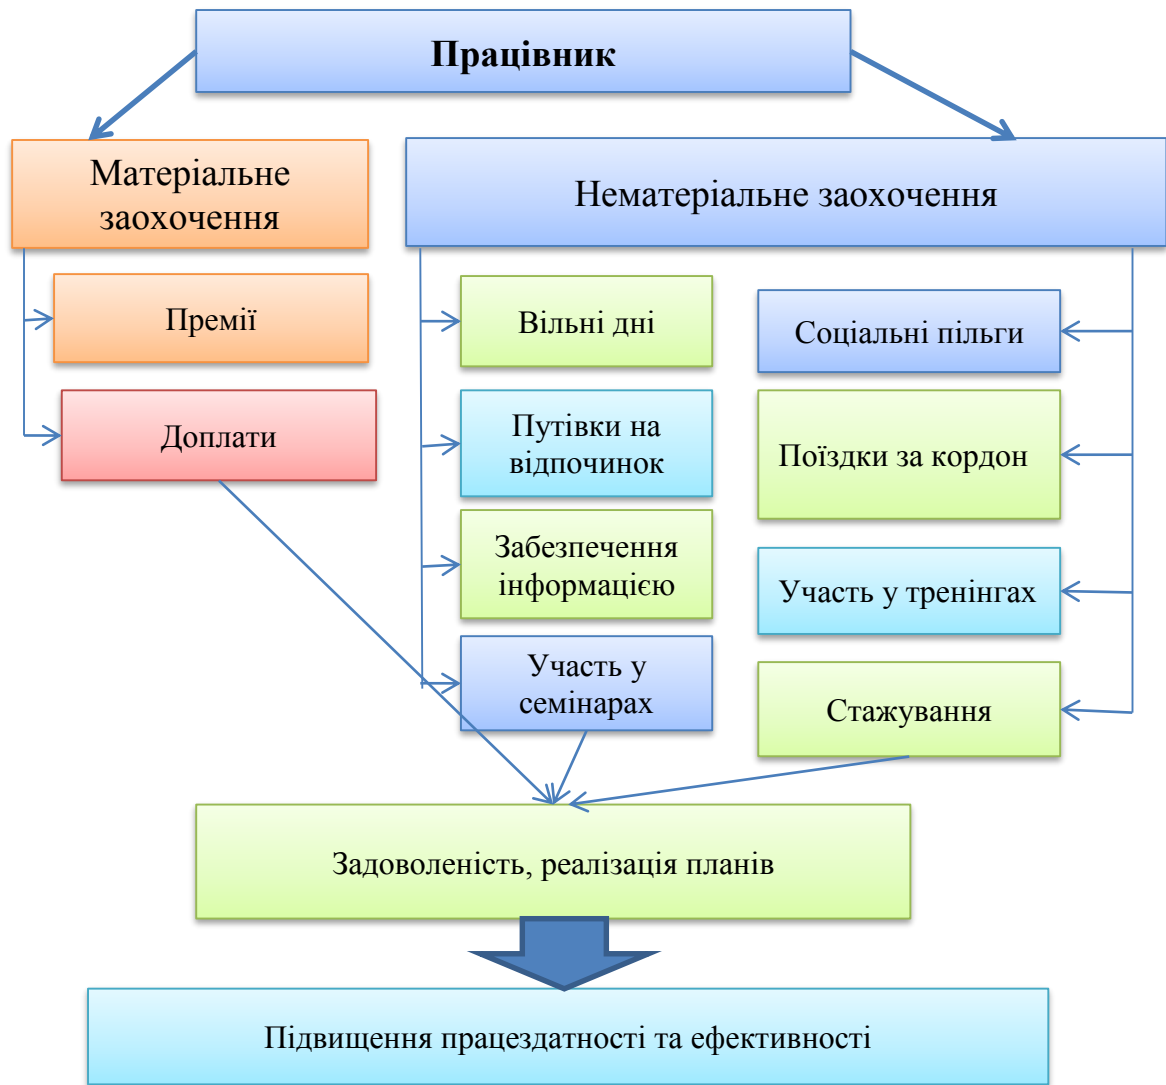 Працівник
Матеріальне
заохочення
Нематеріальне заохочення
Премії
Доплати
Вільні дні
Путівки на
відпочинок
Забезпечення
інформацією
Участь у
семінарах
Соціальні пільги
Поїздки за кордон
Участь у тренінгах
Стажування
Задоволеність, реалізація планів
Підвищення працездатності та ефективності